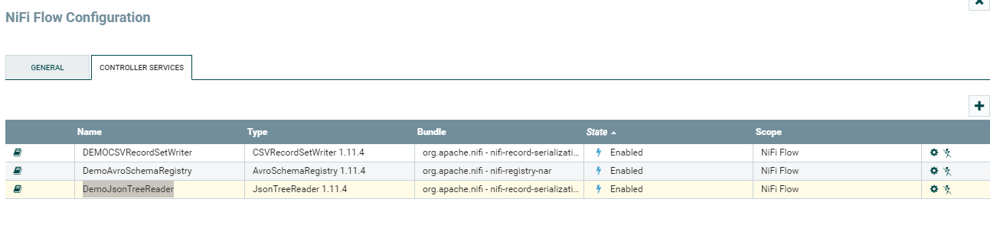 NiFi Flow Configuration
GENERAL CONTROLLER SERVICES
Name Type Bundle State Scope
DEMOCSVRecordSetWriter CSVRecordSetWriter 1.11.4 org.apache.nifi - nifi-record-serializati... Enabled NiFi Flow
DemoAvroSchemaRegistry AvroSchemaRegistry 1.11.4 org.apache.nifi - nifi-registry-nar Enabled NiFi Flow
DemoJsonTreeReader JsonTreeReader 1.11.4 org.apache.nifi - nifi-record-serializati... Enabled NiFi Flow